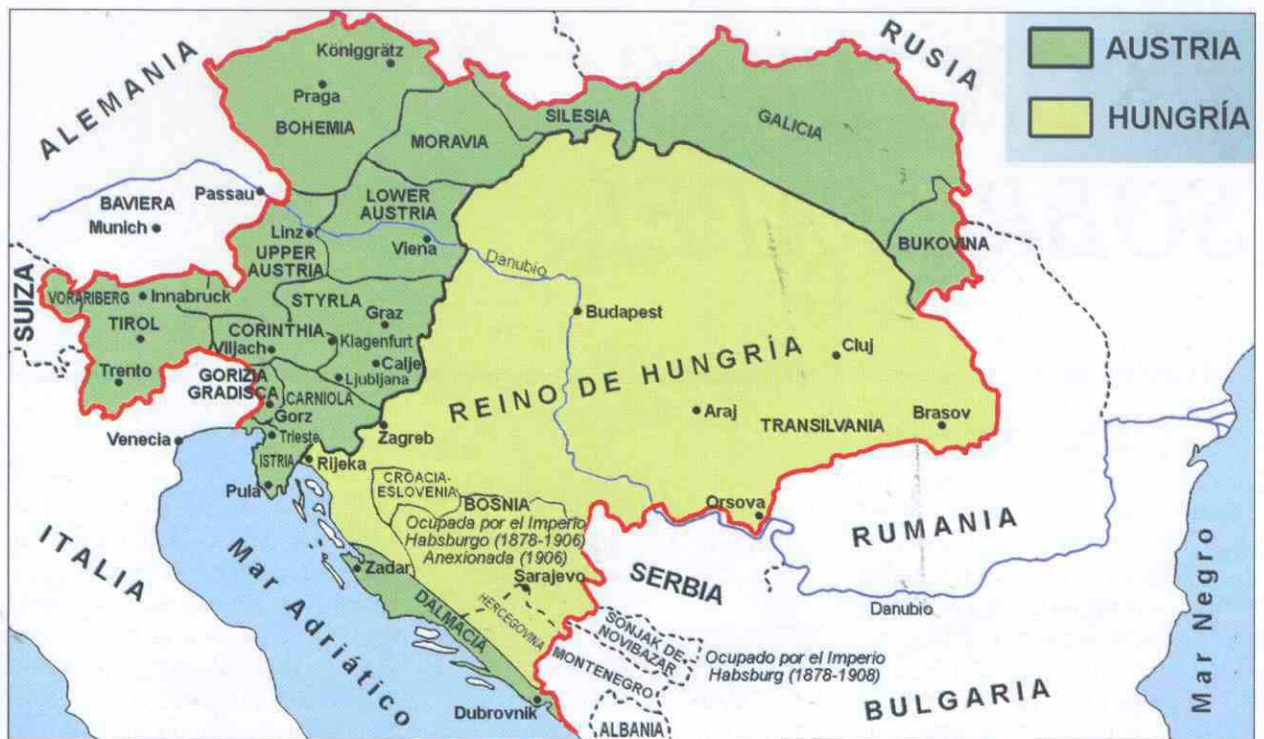 AUSTRIA
HUNGRÍA
ALEMANIA
RUSIA
Königgrätz
Praga
BOHEMIA
MORAVIA
SILESIA
GALICIA
BUKOVINA
Passau
BAVIERA
Munich
LOWER
AUSTRIA
Linz
Viena
UPPER
AUSTRIA
Danubio
SUIZA
VORARIBERG
Innabruck
TIROL
Trento
STYRLA
Graz
CORINTHIA
Klagenfurt
Viljach
Calje
Ljubljana
GORIZIA
GRADISCA
CARNIOLA
Gorz
Budapest
REINO DE HUNGRÍA
Cluj
Araj
TRANSILVANIA
Brasov
Venecia
Trieste
Zagreb
ISTRIA
Rijeka
Pula
CROACIA-
ESLOVENIA
BOSNIA
Ocupada por el Imperio
Habsburgo (1878-1906)
Anexionada (1906)
Orsova
RUMANIA
ITALIA
Mar Adriático
Zadar
Sarajevo
SERBIA
DALMACIA
HERCEGOVINA
SONJAK DE
NOVIBAZAR
Danubio
MONTENEGRO
Ocupado por el Imperio
Habsburg (1878-1908)
Mar Negro
Dubrovnik
ALBANIA
BULGARIA